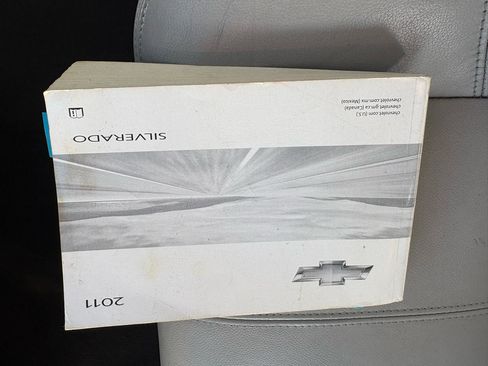 2011
SILVERADO
chevrolet.com (U.S.)
chevrolet.gm.ca (Canada)
chevrolet.com.mx (Mexico)